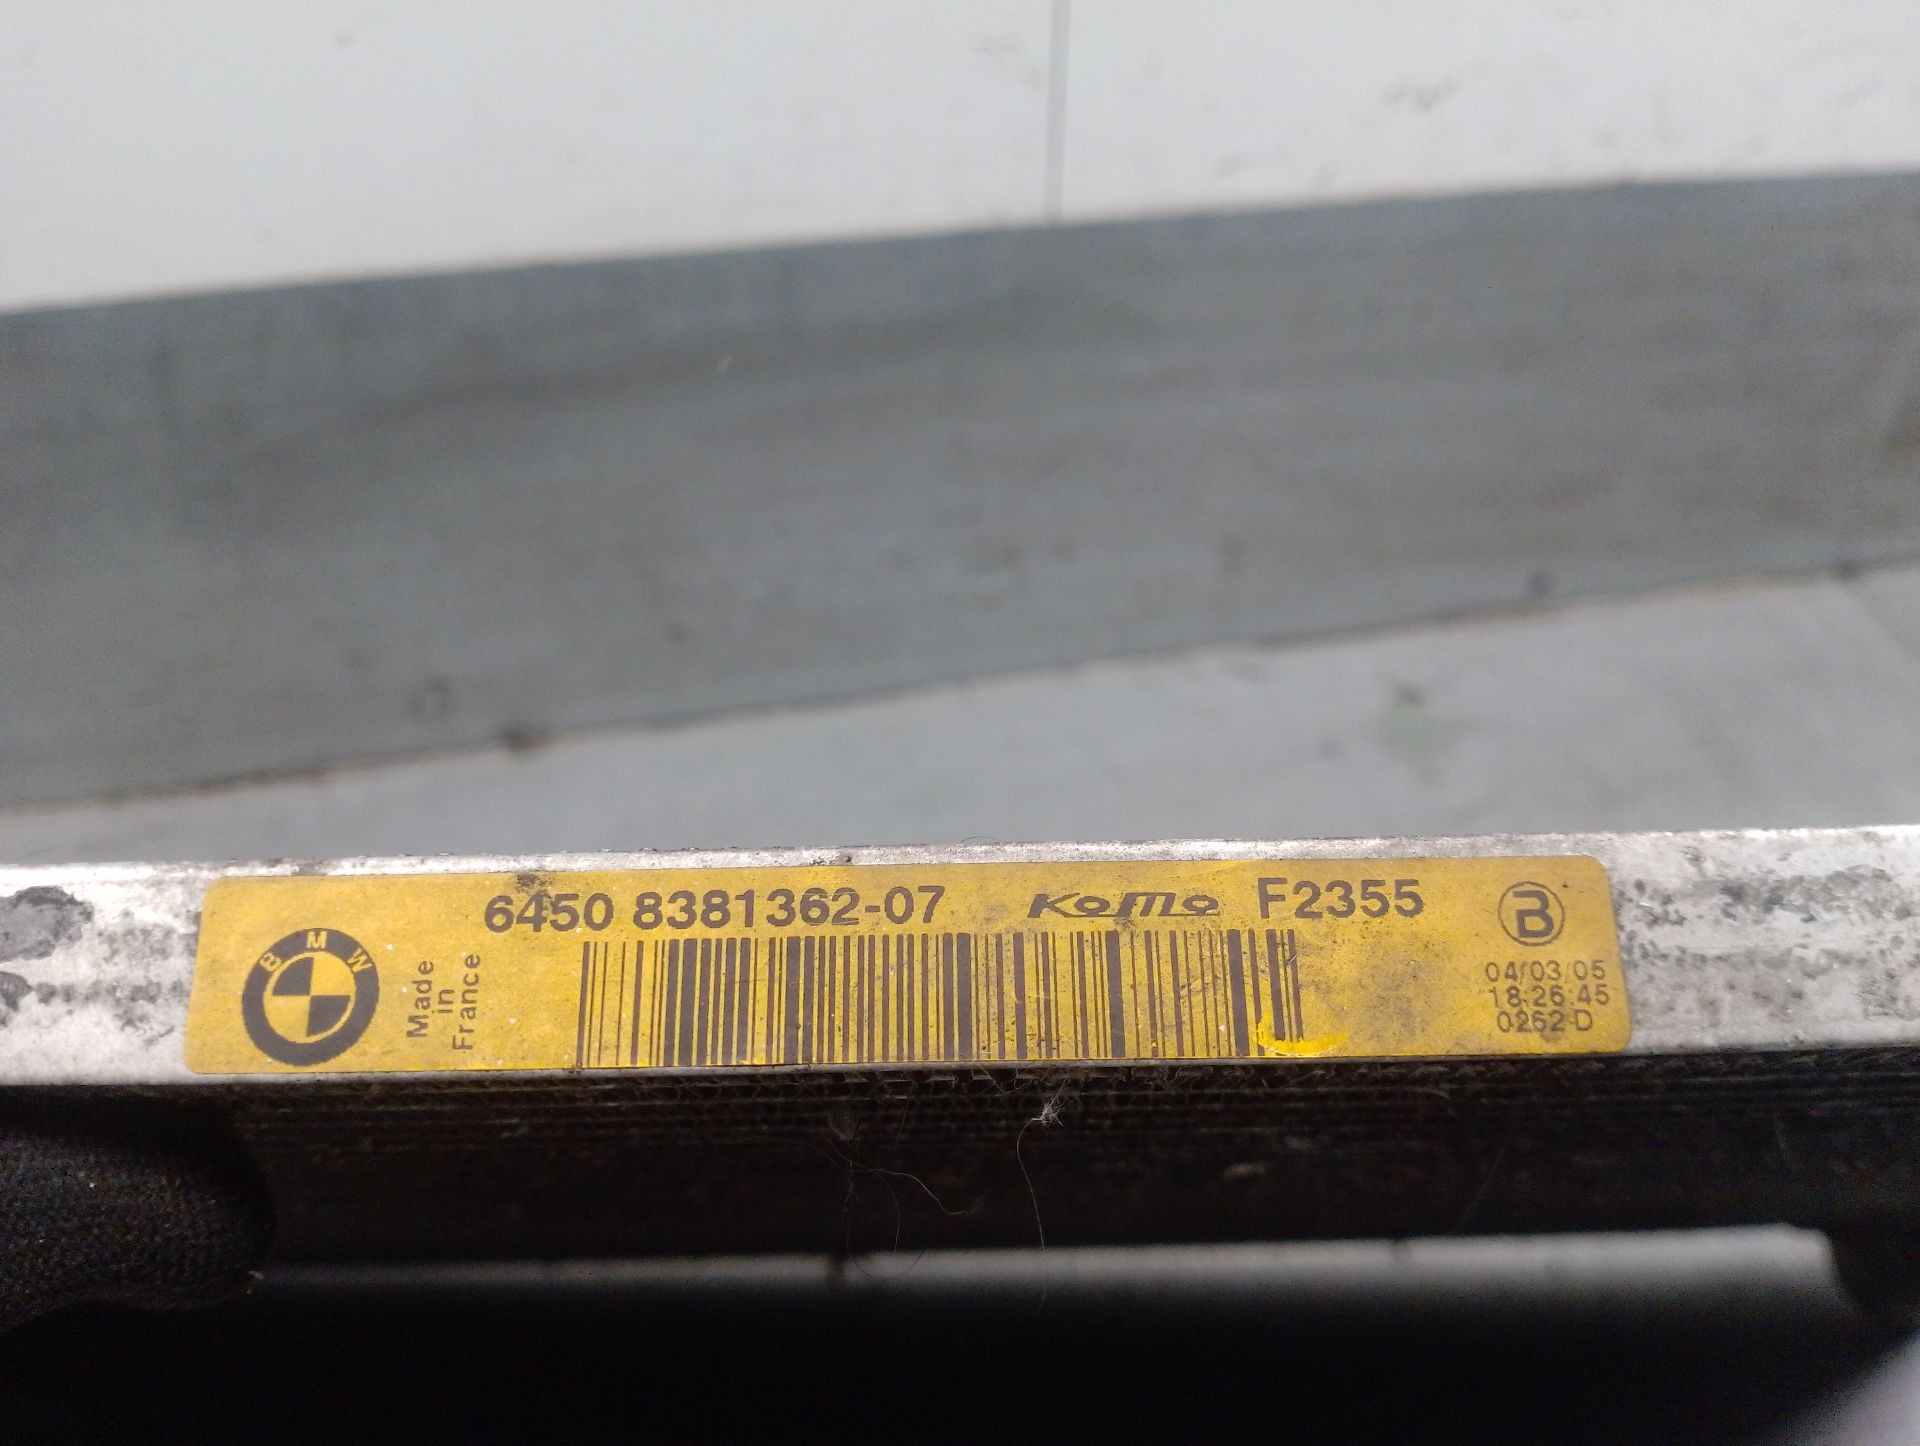 BMW
Made
in
France
6450 8381362-07 KoMo F2355
B
04/03/05
18:26:45
0262 D